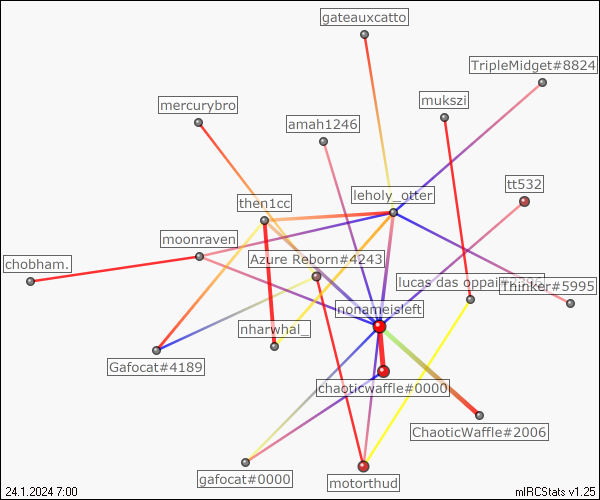 gateauxcatto
TripleMidget#8824
mukszi
mercurybro
amah1246
tt532
leholy_otter
then1cc
moonraven
Azure Reborn#4243
chobham.
lucas das oppai
Thinker#5995
nonameisleft
nharwhal_
Gafocat#4189
chaoticwaffle#0000
ChaoticWaffle#2006
gafocat#0000
motorthud
24.1.2024 7:00
mIRCStats v1.25